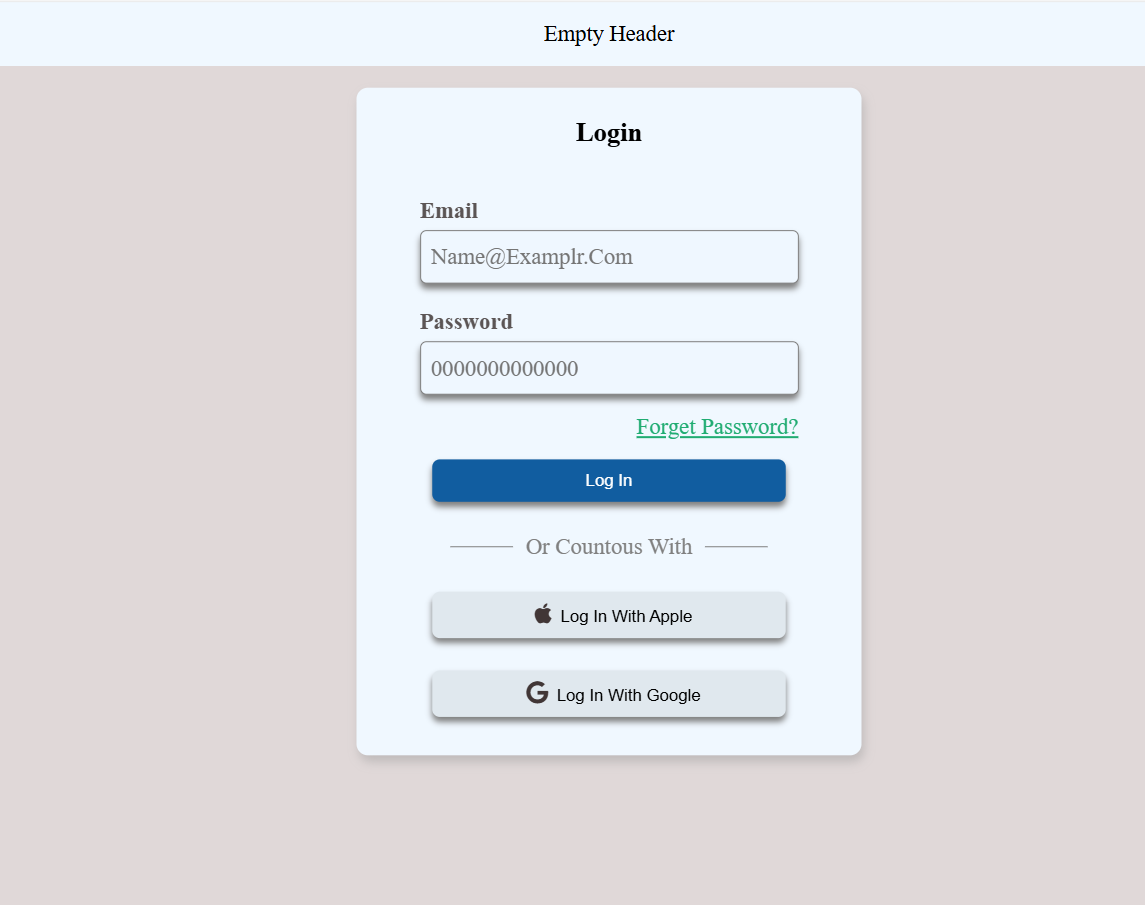 Empty Header
Login
Email
Name@Examplr.Com
Password
0000000000000
Forget Password?
Log In
Or Countous With
Log In With Apple
Log In With Google